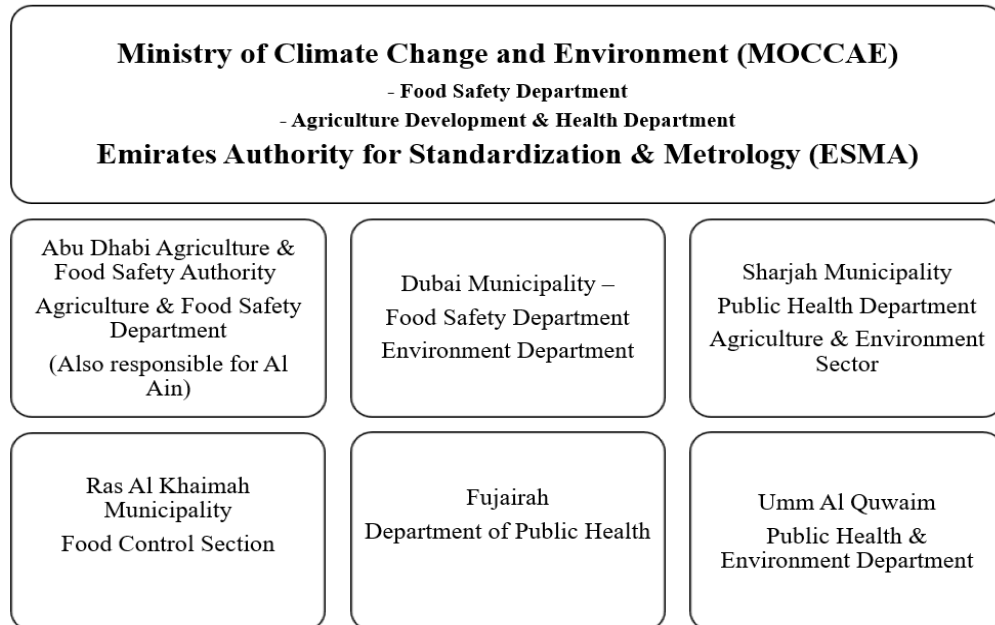 Ministry of Climate Change and Environment (MOCCAE)
- Food Safety Department
- Agriculture Development & Health Department
Emirates Authority for Standardization & Metrology (ESMA)
Abu Dhabi Agriculture &
Food Safety Authority
Agriculture & Food Safety
Department
(Also responsible for Al
Ain)
Dubai Municipality –
Food Safety Department
Environment Department
Sharjah Municipality
Public Health Department
Agriculture & Environment
Sector
Ras Al Khaimah
Municipality
Food Control Section
Fujairah
Department of Public Health
Umm Al Quwaim
Public Health &
Environment Department